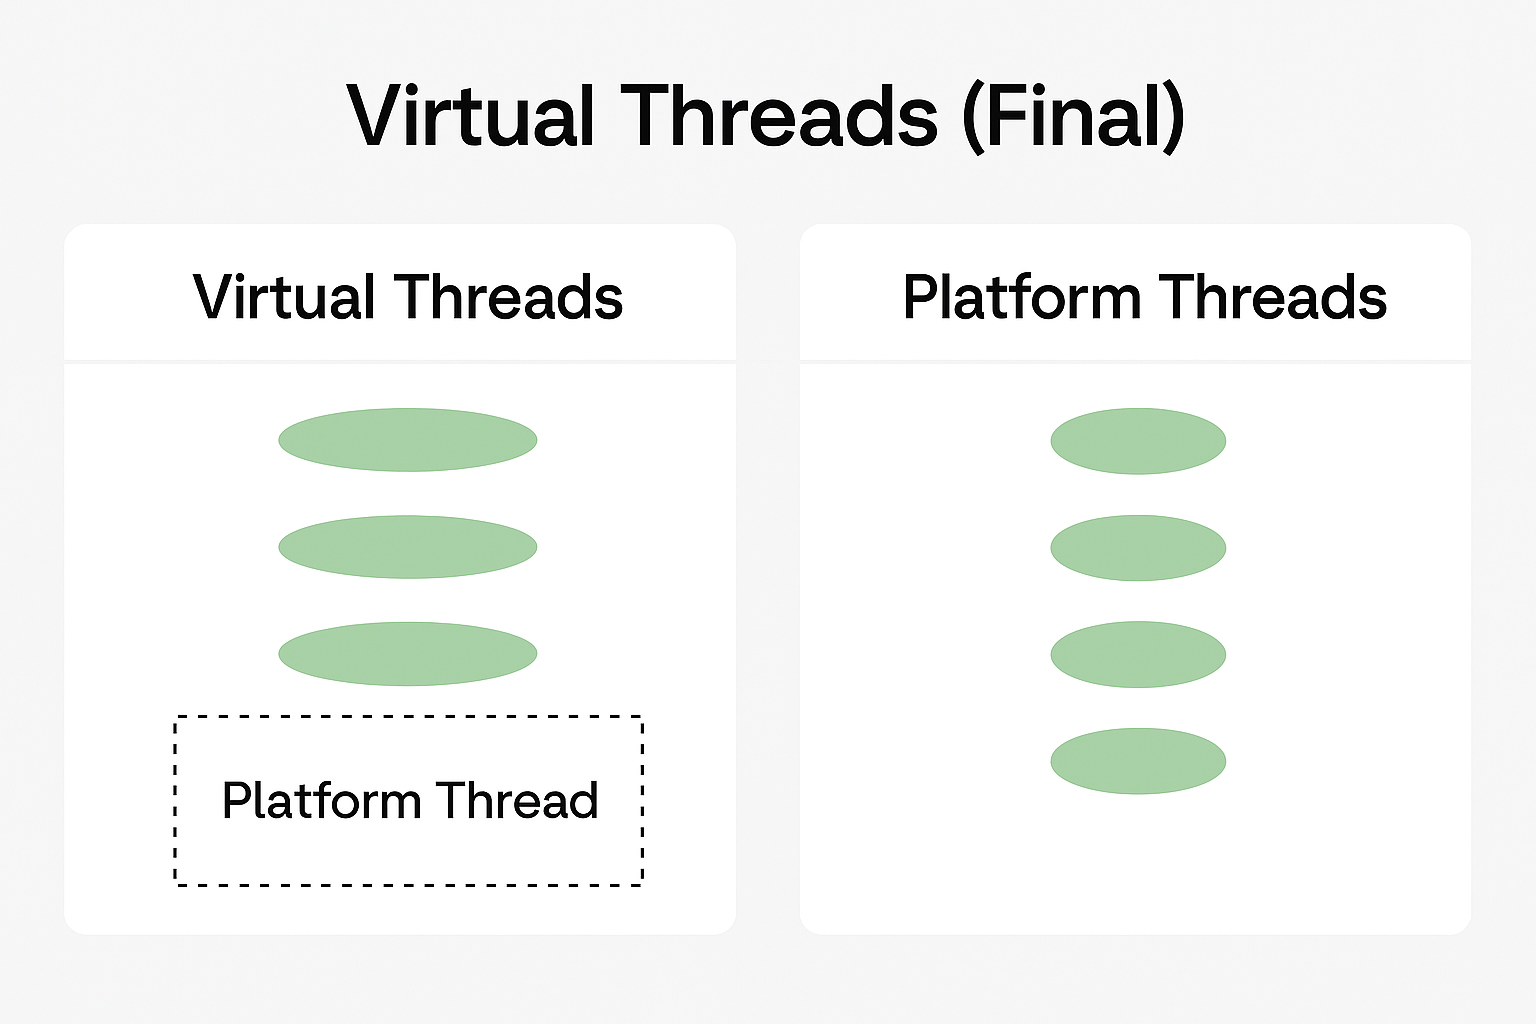 Virtual Threads (Final)
Virtual Threads
Platform Thread
Platform Threads